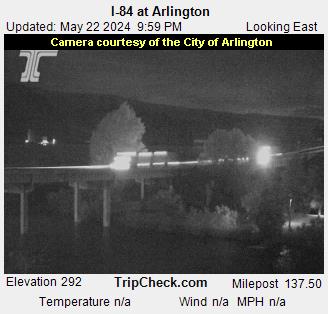 I-84 at Arlington
Updated: May 22 2024 9:59 PM Looking East
Camera courtesy of the City of Arlington
Elevation 292 TripCheck.com Milepost 137.50
Temperature n/a Wind n/a MPH n/a